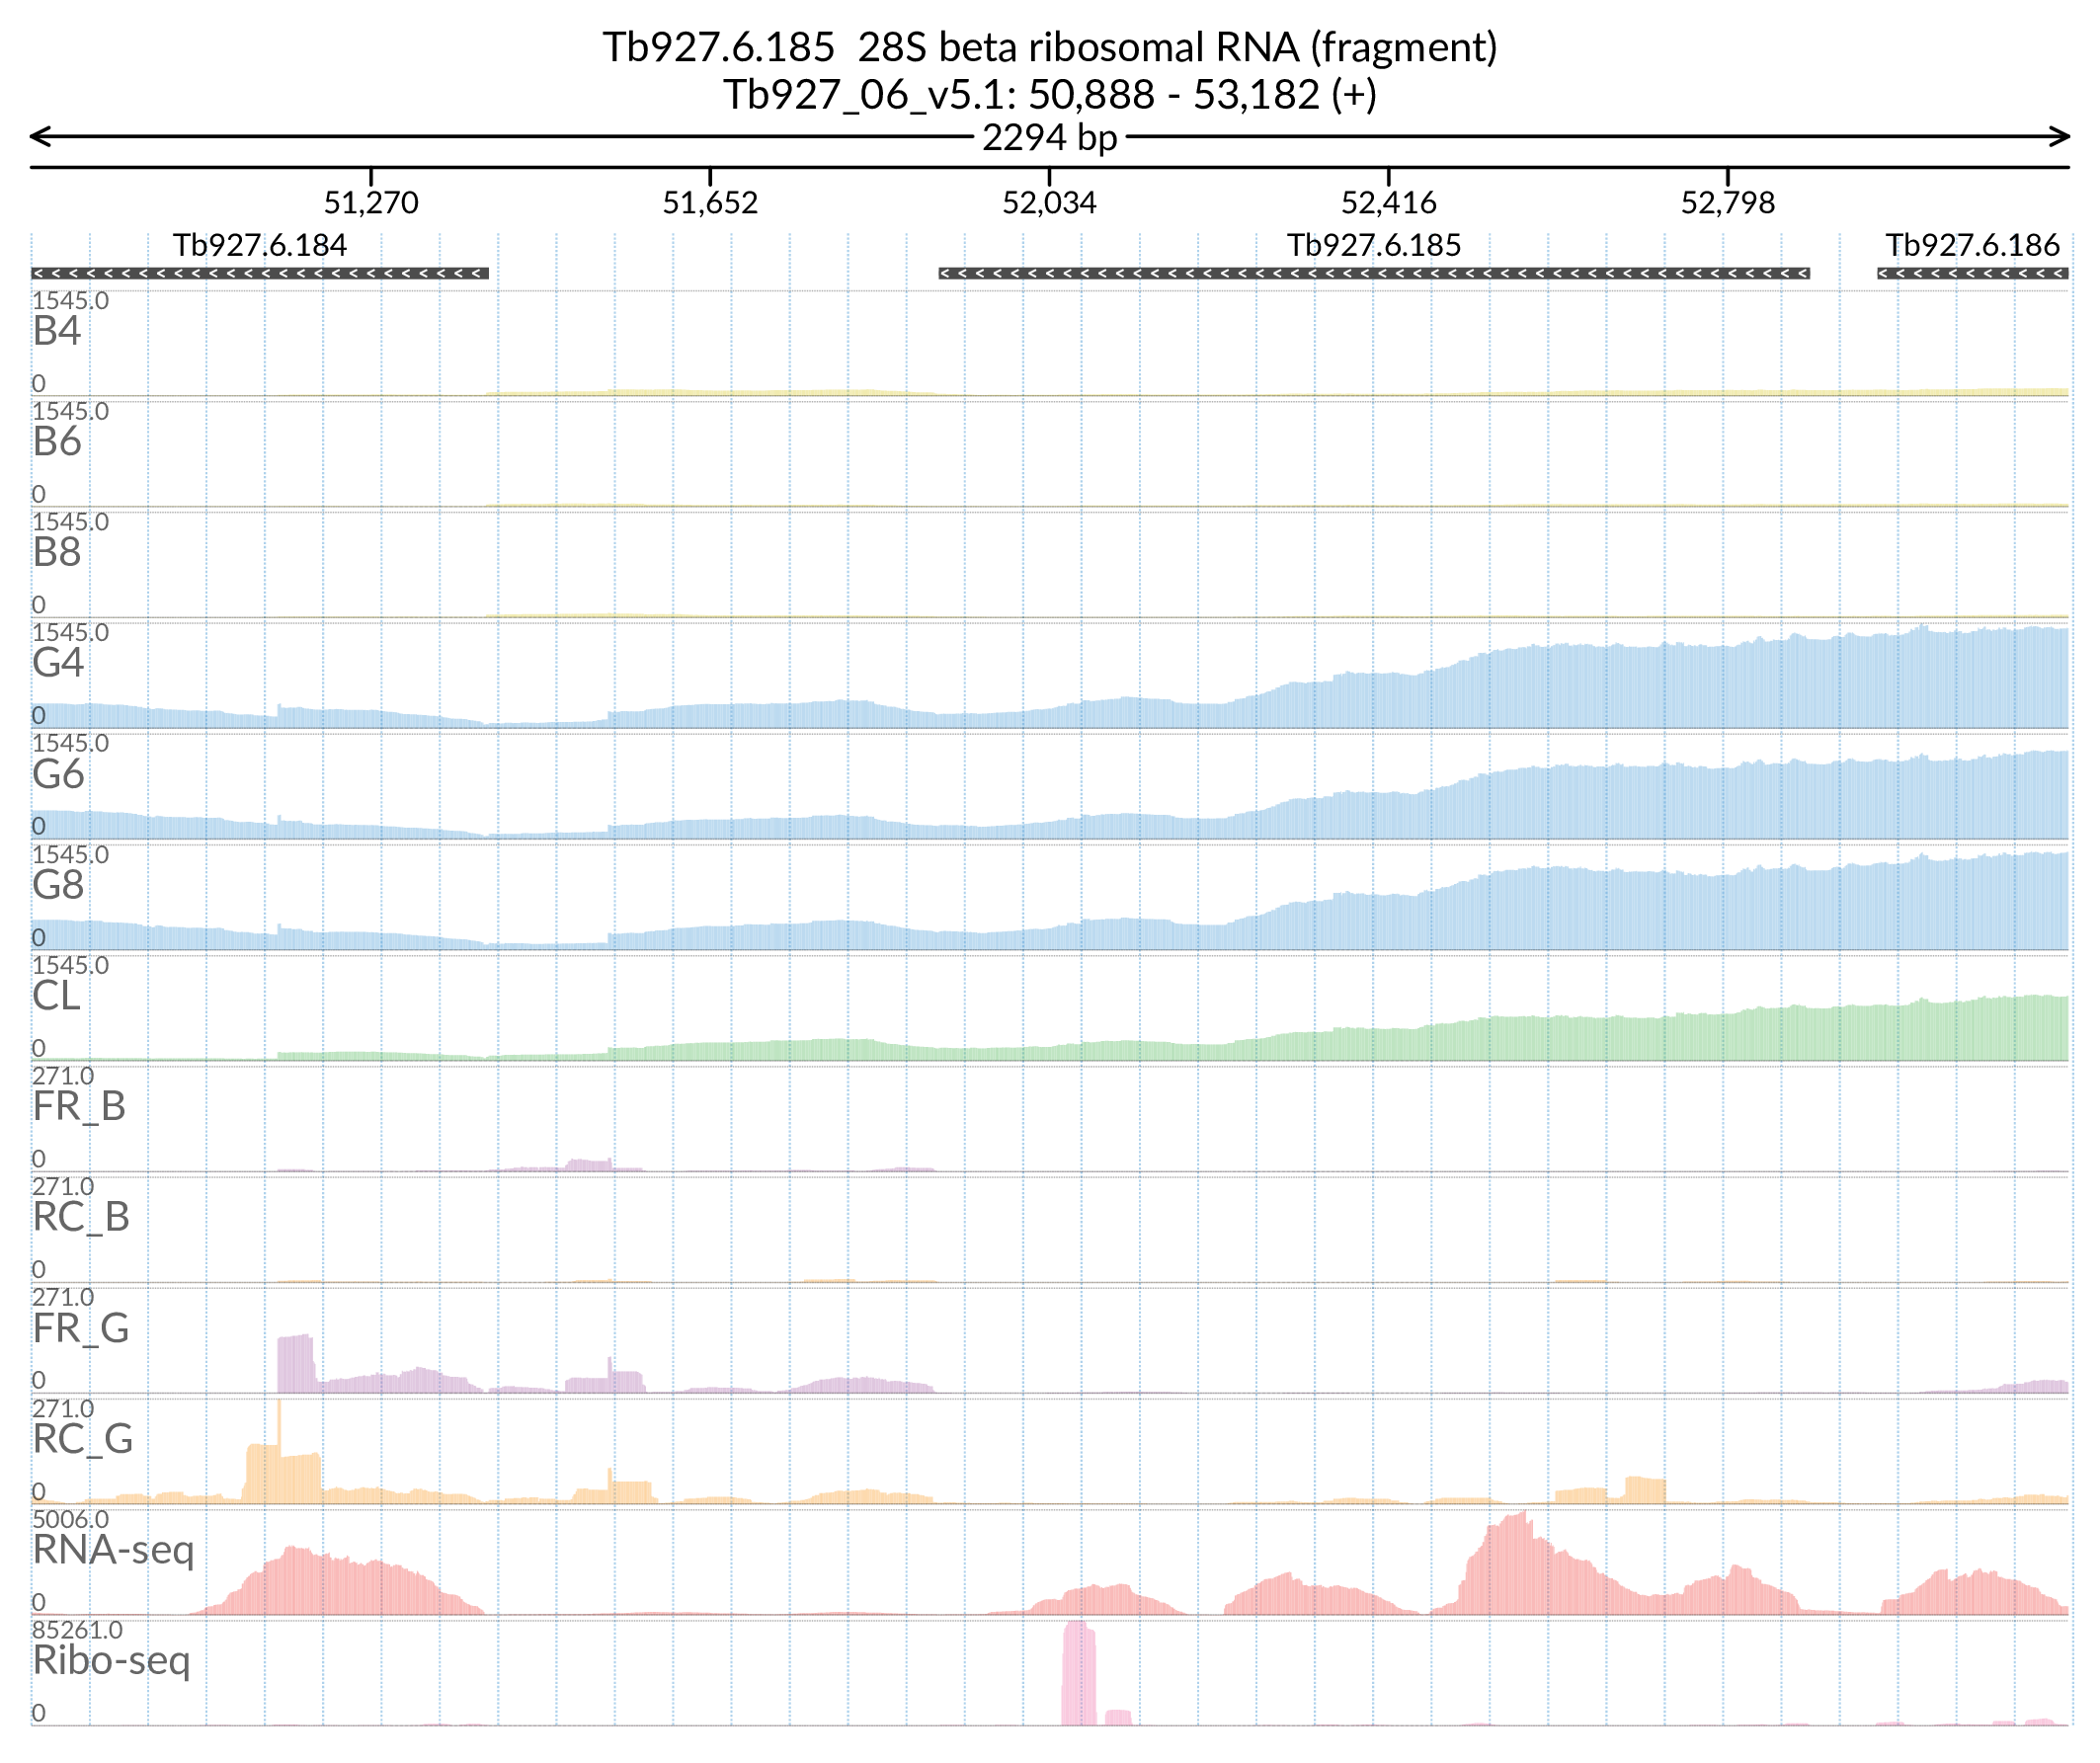 Tb927.6.185  28S beta ribosomal RNA (fragment)
Tb927_06_v5.1: 50,888 - 53,182 (+)
2294 bp
51,270 51,652 52,034 52,416 52,798
Tb927.6.184 Tb927.6.185 Tb927.6.186
1545.0
B4
0
1545.0
B6
0
1545.0
B8
0
1545.0
G4
0
1545.0
G6
0
1545.0
G8
0
1545.0
CL
0
271.0
FR_B
0
271.0
RC_B
0
271.0
FR_G
0
271.0
RC_G
0
5006.0
RNA-seq
0
85261.0
Ribo-seq
0